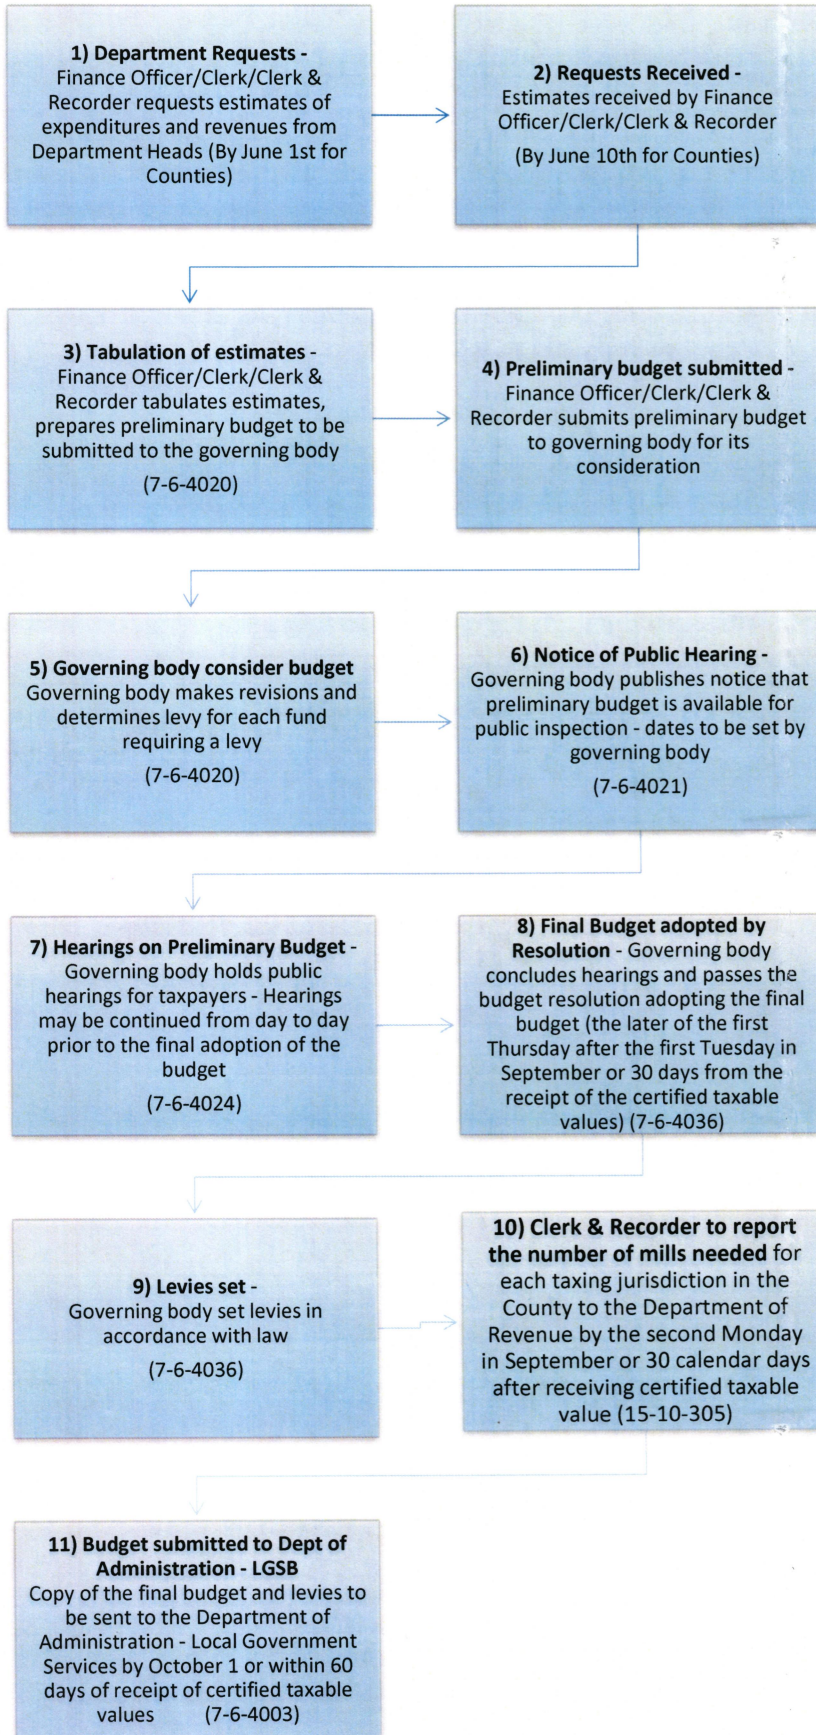 1) Department Requests -
Finance Officer/Clerk/Clerk &
Recorder requests estimates of
expenditures and revenues from
Department Heads (By June 1st for
Counties)
2) Requests Received -
Estimates received by Finance
Officer/Clerk/Clerk & Recorder
(By June 10th for Counties)
3) Tabulation of estimates -
Finance Officer/Clerk/Clerk &
Recorder tabulates estimates,
prepares preliminary budget to be
submitted to the governing body
(7-6-4020)
4) Preliminary budget submitted -
Finance Officer/Clerk/Clerk &
Recorder submits preliminary budget
to governing body for its
consideration
5) Governing body consider budget
Governing body makes revisions and
determines levy for each fund
requiring a levy
(7-6-4020)
6) Notice of Public Hearing -
Governing body publishes notice that
preliminary budget is available for
public inspection - dates to be set by
governing body
(7-6-4021)
7) Hearings on Preliminary Budget -
Governing body holds public
hearings for taxpayers - Hearings
may be continued from day to day
prior to the final adoption of the
budget
(7-6-4024)
8) Final Budget adopted by
Resolution - Governing body
concludes hearings and passes the
budget resolution adopting the final
budget (the later of the first
Thursday after the first Tuesday in
September or 30 days from the
receipt of the certified taxable
values) (7-6-4036)
9) Levies set -
Governing body set levies in
accordance with law
(7-6-4036)
10) Clerk & Recorder to report
the number of mills needed for
each taxing jurisdiction in the
County to the Department of
Revenue by the second Monday
in September or 30 calendar days
after receiving certified taxable
value (15-10-305)
11) Budget submitted to Dept of
Administration - LGSB
Copy of the final budget and levies to
be sent to the Department of
Administration - Local Government
Services by October 1 or within 60
days of receipt of certified taxable
values (7-6-4003)